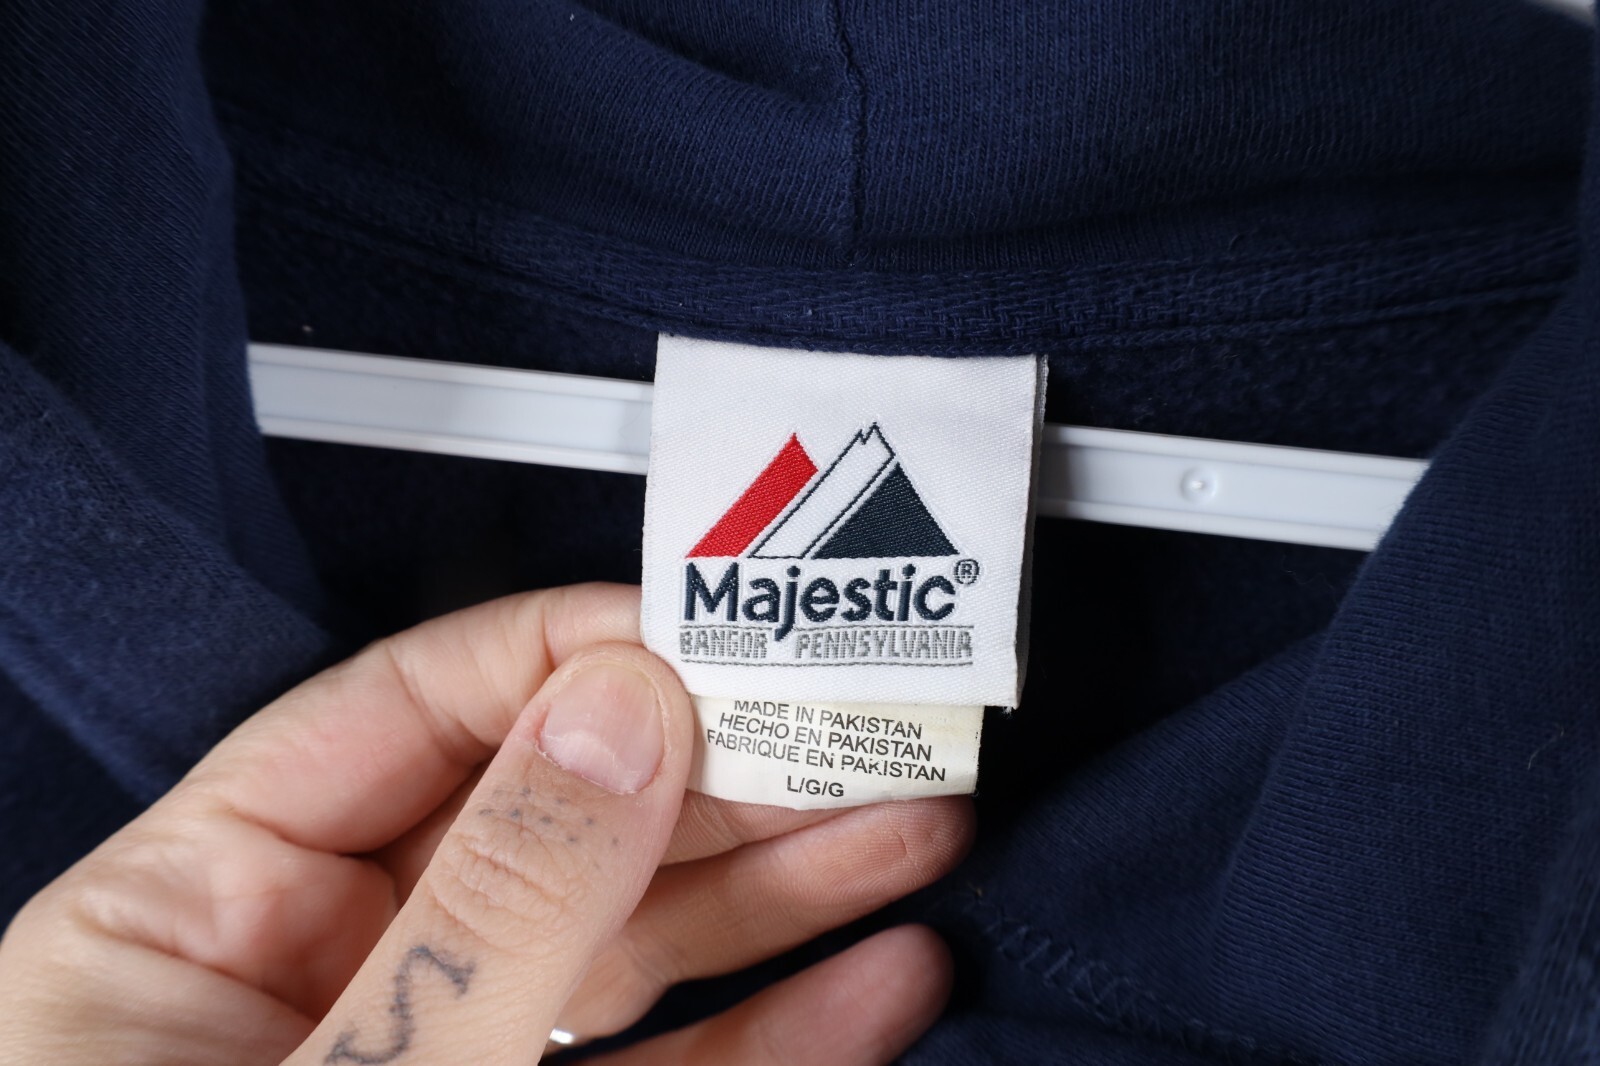 Majestic®
BANGOR PENNSYLVANIA
MADE IN PAKISTAN
HECHO EN PAKISTAN
FABRIQUE EN PAKISTAN
L/G/G